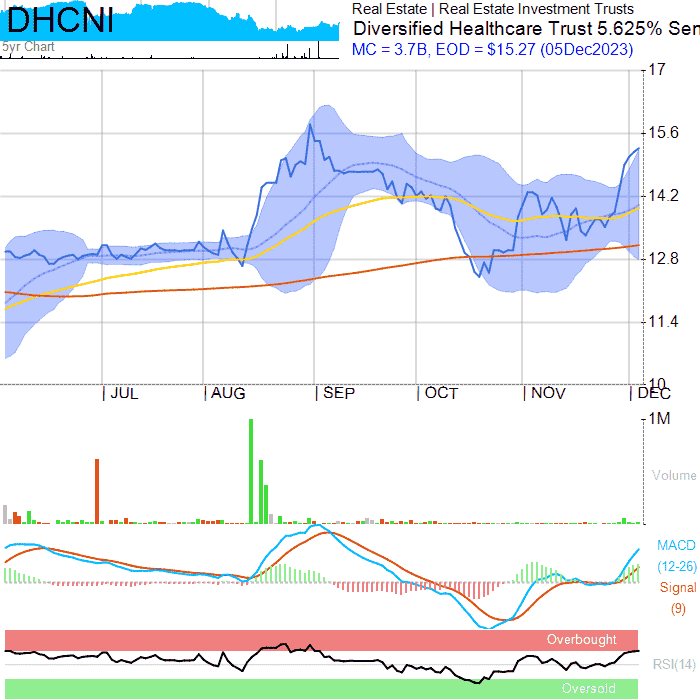 DHCNI
5yr Chart
Real Estate | Real Estate Investment Trusts
Diversified Healthcare Trust 5.625% Sen
MC = 3.7B, EOD = $15.27 (05Dec2023)
17
15.6
14.2
12.8
11.4
10
JUL AUG SEP OCT NOV DEC
1M
Volume
MACD
(12-26)
Signal
(9)
Overbought
RSI(14)
Oversold